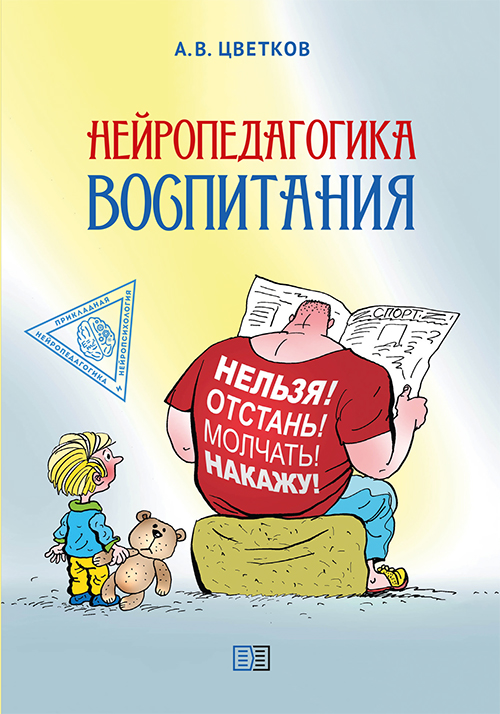 А.В. ЦВЕТКОВ
НЕЙРОПЕДАГОГИКА
ВОСПИТАНИЯ
ПРИКЛАДНАЯ
НЕЙРОПЕДАГОГИКА
+ НЕЙРОПСИХОЛОГИЯ
СПОРТ
НЕЛЬЗЯ!
ОТСТАНЬ!
МОЛЧАТЬ!
НАКАЖУ!